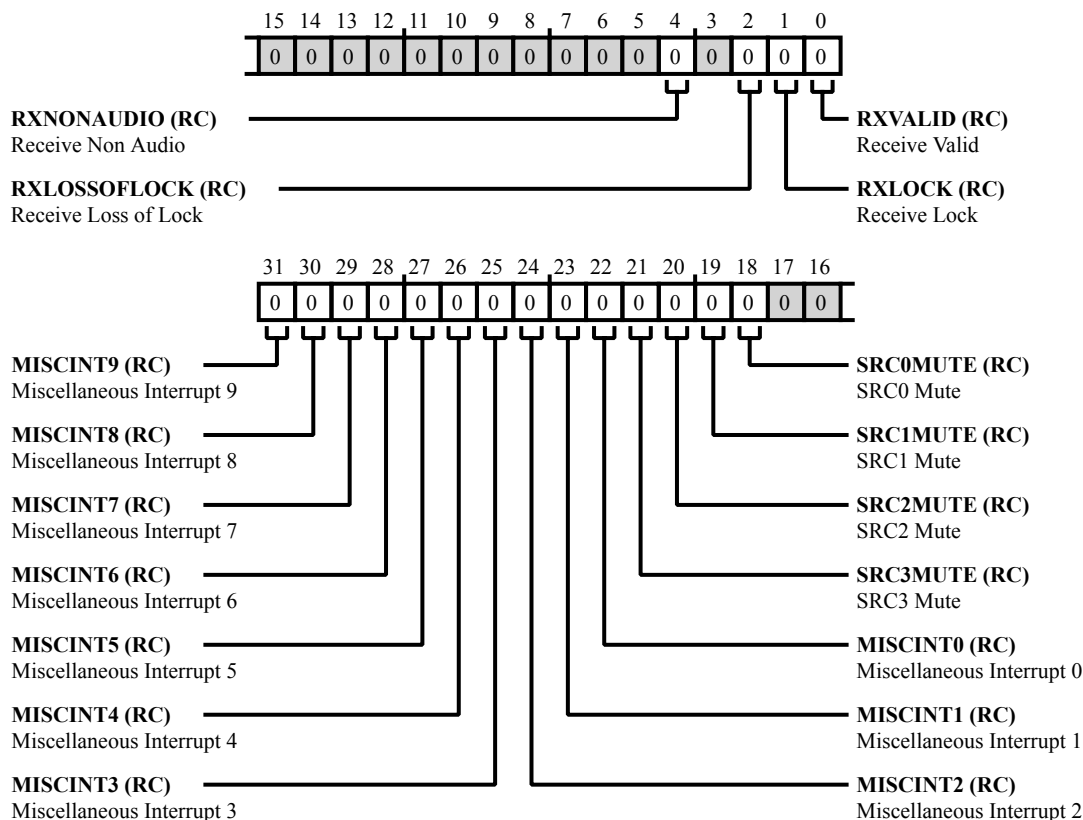 15 14 13 12 11 10 9 8 7 6 5 4 3 2 1 0
0 0 0 0 0 0 0 0 0 0 0 0 0 0 0 0
RXNONAUDIO (RC)
Receive Non Audio
RXVALID (RC)
Receive Valid
RXLOSSOFLOCK (RC)
Receive Loss of Lock
RXLOCK (RC)
Receive Lock
31 30 29 28 27 26 25 24 23 22 21 20 19 18 17 16
0 0 0 0 0 0 0 0 0 0 0 0 0 0 0 0
MISCINT9 (RC)
Miscellaneous Interrupt 9
SRC0MUTE (RC)
SRC0 Mute
MISCINT8 (RC)
Miscellaneous Interrupt 8
SRC1MUTE (RC)
SRC1 Mute
MISCINT7 (RC)
Miscellaneous Interrupt 7
SRC2MUTE (RC)
SRC2 Mute
MISCINT6 (RC)
Miscellaneous Interrupt 6
SRC3MUTE (RC)
SRC3 Mute
MISCINT5 (RC)
Miscellaneous Interrupt 5
MISCINT0 (RC)
Miscellaneous Interrupt 0
MISCINT4 (RC)
Miscellaneous Interrupt 4
MISCINT1 (RC)
Miscellaneous Interrupt 1
MISCINT3 (RC)
Miscellaneous Interrupt 3
MISCINT2 (RC)
Miscellaneous Interrupt 2